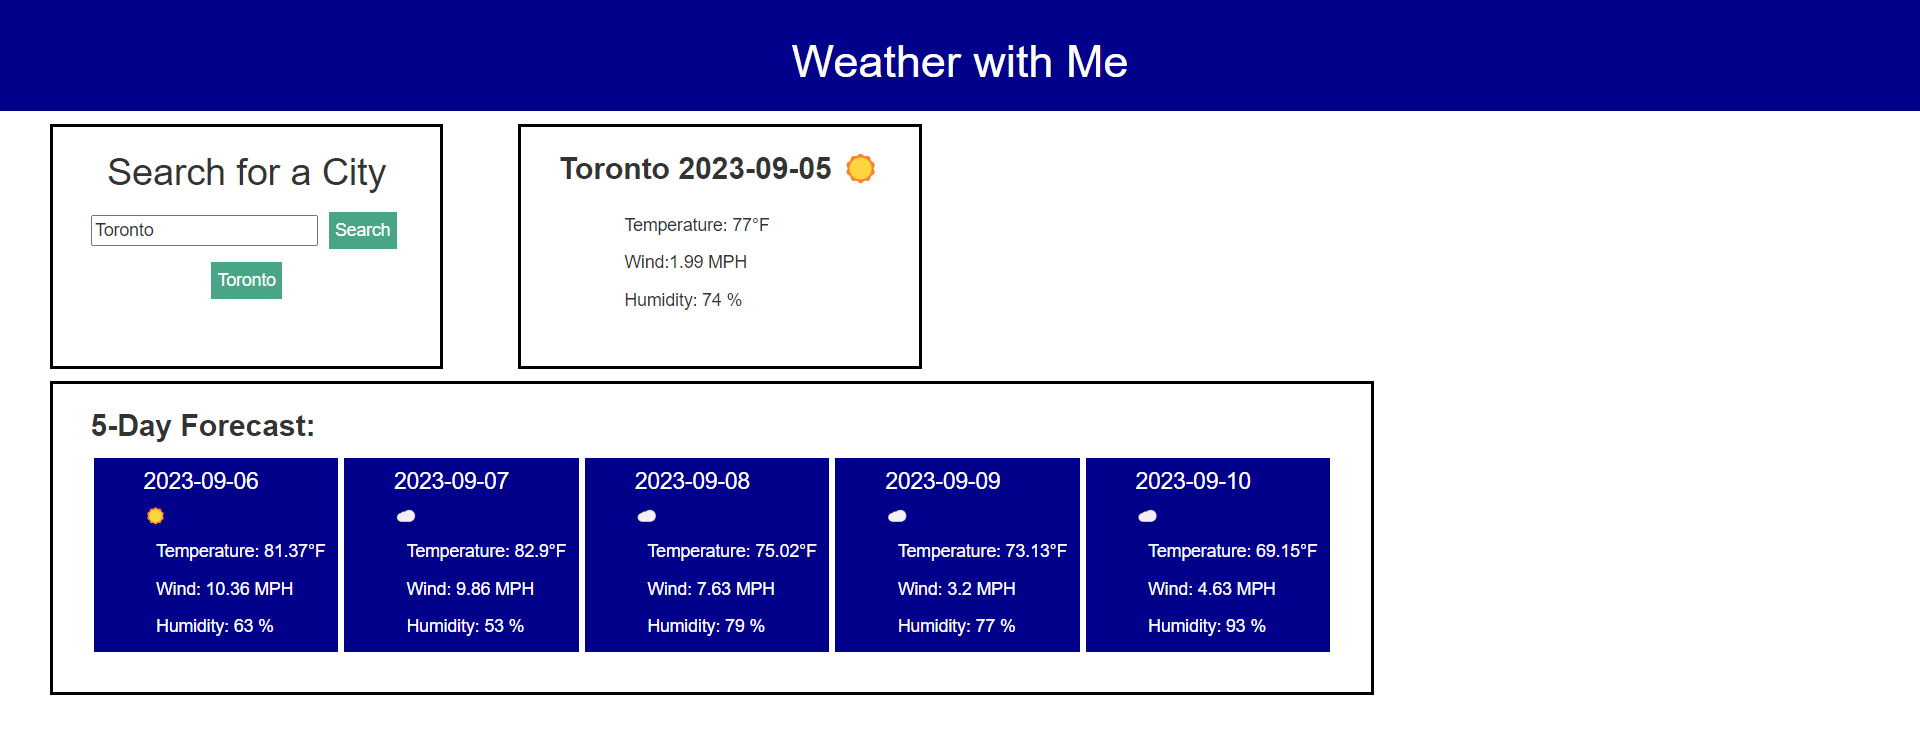 Weather with Me
Search for a City
Toronto
Search
Toronto
Toronto 2023-09-05
Temperature: 77°F
Wind:1.99 MPH
Humidity: 74 %
5-Day Forecast:
2023-09-06
Temperature: 81.37°F
Wind: 10.36 MPH
Humidity: 63 %
2023-09-07
Temperature: 82.9°F
Wind: 9.86 MPH
Humidity: 53 %
2023-09-08
Temperature: 75.02°F
Wind: 7.63 MPH
Humidity: 79 %
2023-09-09
Temperature: 73.13°F
Wind: 3.2 MPH
Humidity: 77 %
2023-09-10
Temperature: 69.15°F
Wind: 4.63 MPH
Humidity: 93 %